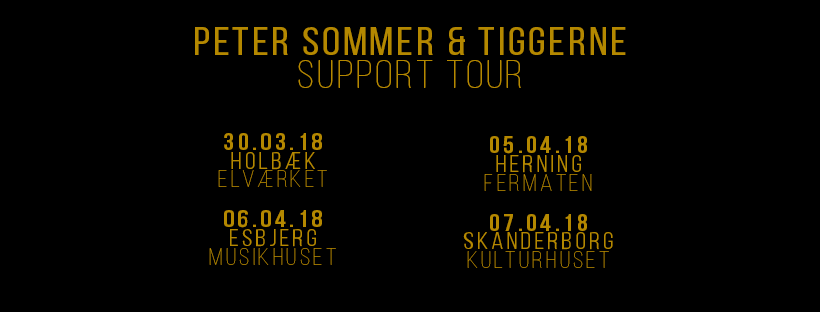 PETER SOMMER & TIGGERNE
SUPPORT TOUR
30.03.18
HOLBÆK
ELVÆRKET
05.04.18
HERNING
FERMATEN
06.04.18
ESBJERG
MUSIKHUSET
07.04.18
SKANDERBORG
KULTURHUSET